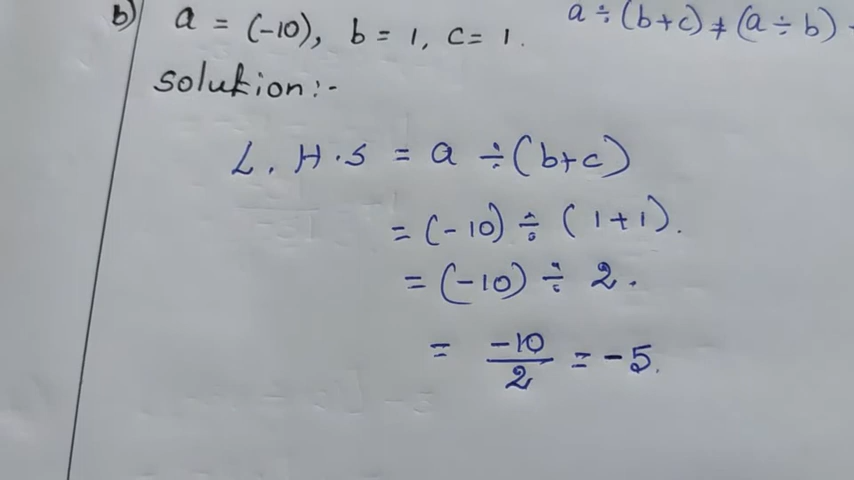 b) a = (-10), b = 1, c = 1. a ÷ (b+c) ≠ (a ÷ b)
Solution :-
L.H.S = a ÷ (b+c)
= (-10) ÷ (1+1).
= (-10) ÷ 2.
= -10/2 = -5.